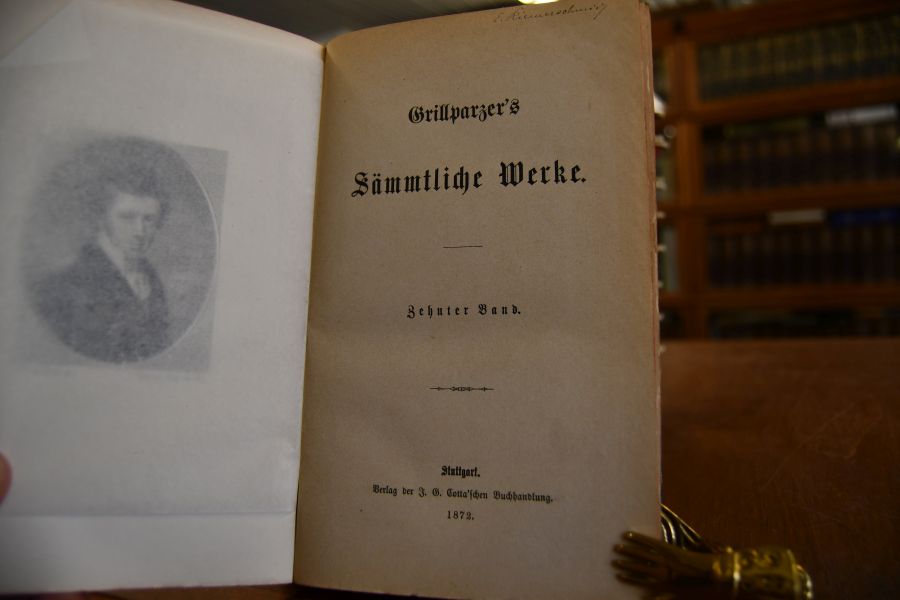 Grillparzer's
Sämmtliche Werke.
Zehnter Band.
Stuttgart.
Verlag der J. G. Cotta'schen Buchhandlung.
1872.